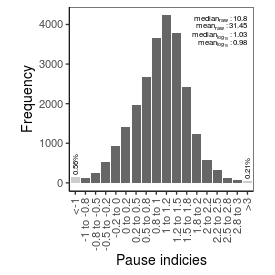 median_raw : 10.8
mean_raw : 31.45
median_log10 : 1.03
mean_log10 : 0.98
Frequency
4000
3000
2000
1000
0
0.56%
0.21%
<-1
-1 to -0.8
-0.8 to -0.5
-0.5 to -0.2
-0.2 to 0
0 to 0.2
0.2 to 0.5
0.5 to 0.8
0.8 to 1
1 to 1.2
1.2 to 1.5
1.5 to 1.8
1.8 to 2
2 to 2.2
2.2 to 2.5
2.5 to 2.8
2.8 to 3
>3
Pause indicies